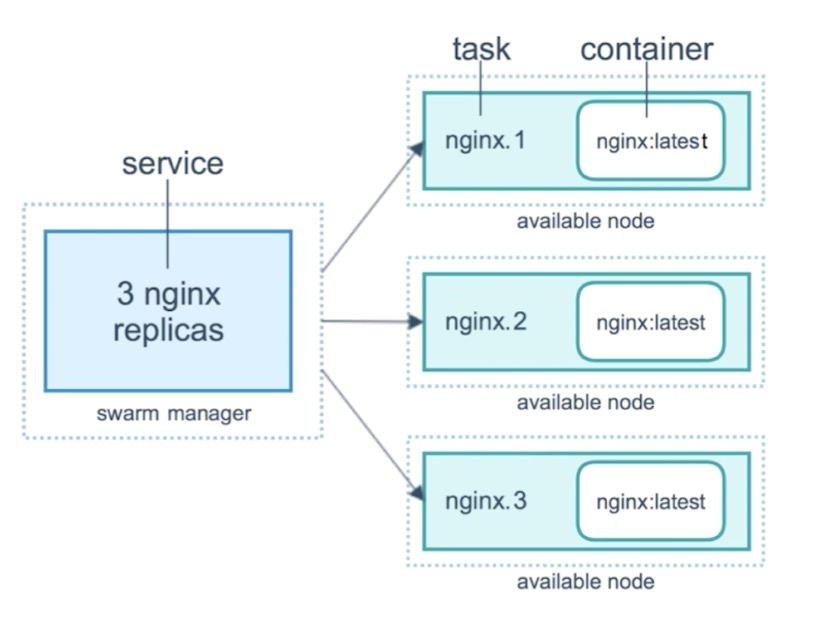 task
container
nginx.1
nginx:latest
available node
service
3 nginx
replicas
swarm manager
nginx.2
nginx:latest
available node
nginx.3
nginx:latest
available node